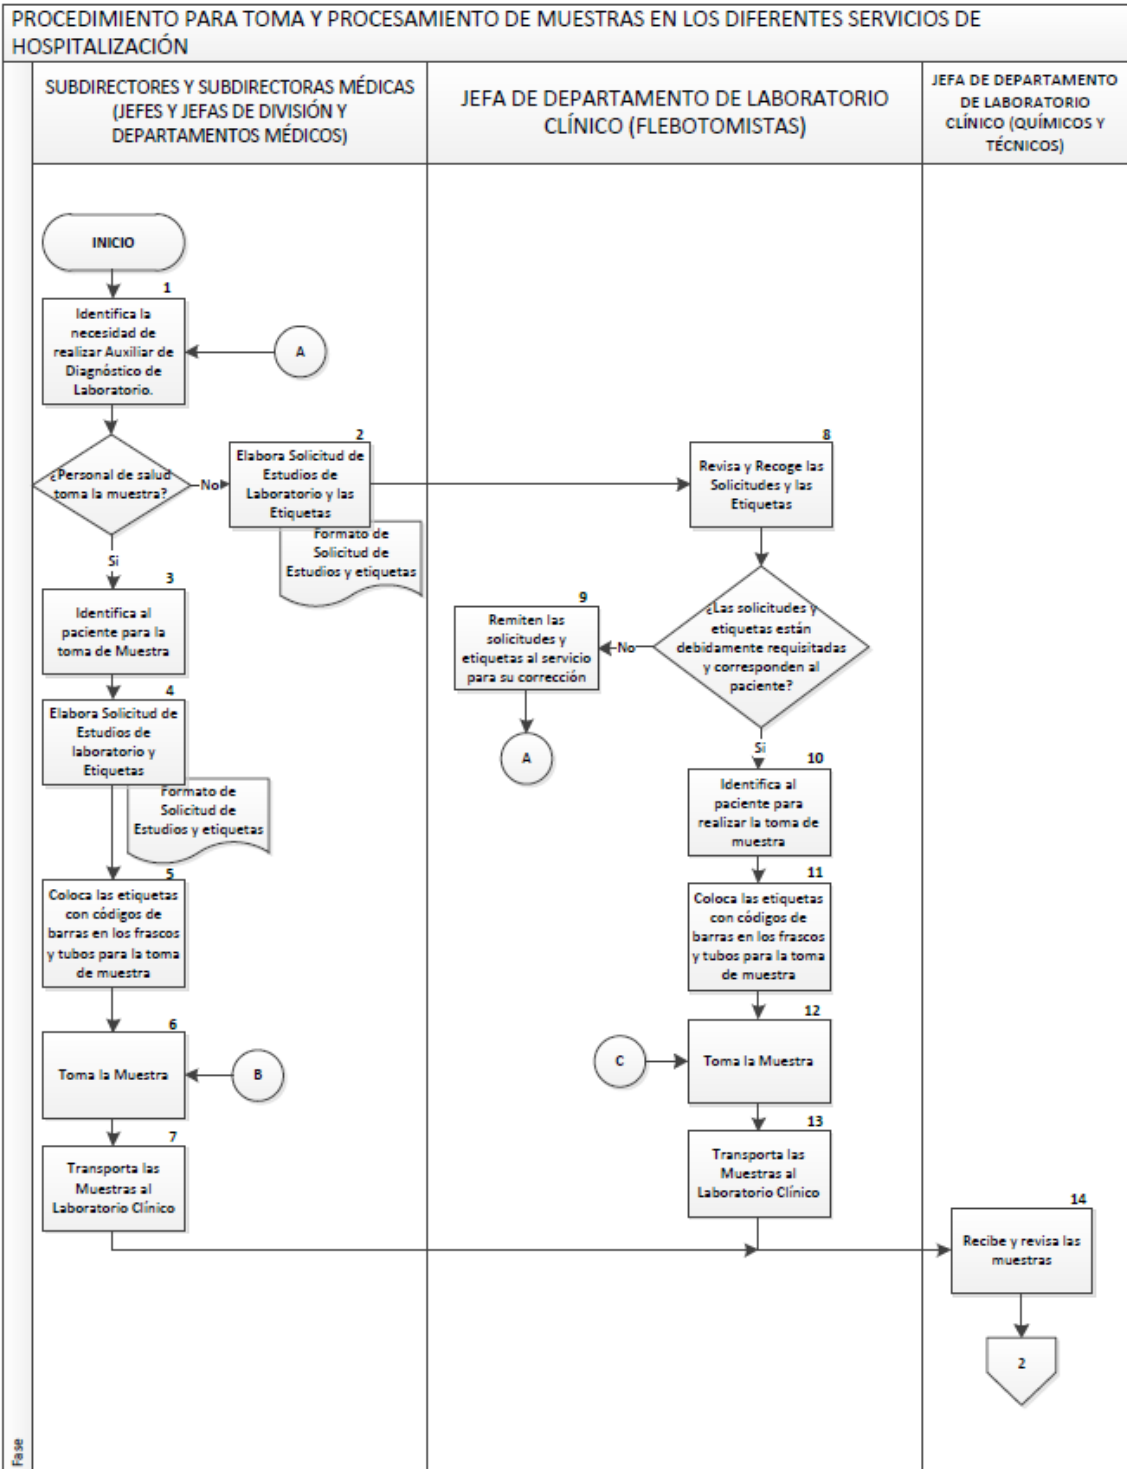 PROCEDIMIENTO PARA TOMA Y PROCESAMIENTO DE MUESTRAS EN LOS DIFERENTES SERVICIOS DE
HOSPITALIZACIÓN
SUBDIRECTORES Y SUBDIRECTORAS MÉDICAS
(JEFES Y JEFAS DE DIVISIÓN Y
DEPARTAMENTOS MÉDICOS)
JEFA DE DEPARTAMENTO DE LABORATORIO
CLÍNICO (FLEBOTOMISTAS)
JEFA DE DEPARTAMENTO
DE LABORATORIO
CLÍNICO (QUÍMICOS Y
TÉCNICOS)
INICIO
1
Identifica la
necesidad de
realizar Auxiliar de
Diagnóstico de
Laboratorio.
A
¿Personal de salud
toma la muestra?
No
2
Elabora Solicitud de
Estudios de
Laboratorio y las
Etiquetas
Formato de
Solicitud de
Estudios y etiquetas
Si
3
Identifica al
paciente para la
toma de Muestra
4
Elabora Solicitud de
Estudios de
laboratorio y
Etiquetas
Formato de
Solicitud de
Estudios y etiquetas
5
Coloca las etiquetas
con códigos de
barras en los frascos
y tubos para la toma
de muestra
6
Toma la Muestra
B
7
Transporta las
Muestras al
Laboratorio Clínico
8
Revisa y Recoge las
Solicitudes y las
Etiquetas
¿Las solicitudes y
etiquetas están
debidamente requisitadas
y corresponden al
paciente?
No
9
Remiten las
solicitudes y
etiquetas al servicio
para su corrección
A
Si
10
Identifica al
paciente para
realizar la toma de
muestra
11
Coloca las etiquetas
con códigos de
barras en los frascos
y tubos para la toma
de muestra
12
C
Toma la Muestra
13
Transporta las
Muestras al
Laboratorio Clínico
14
Recibe y revisa las
muestras
2
Fase